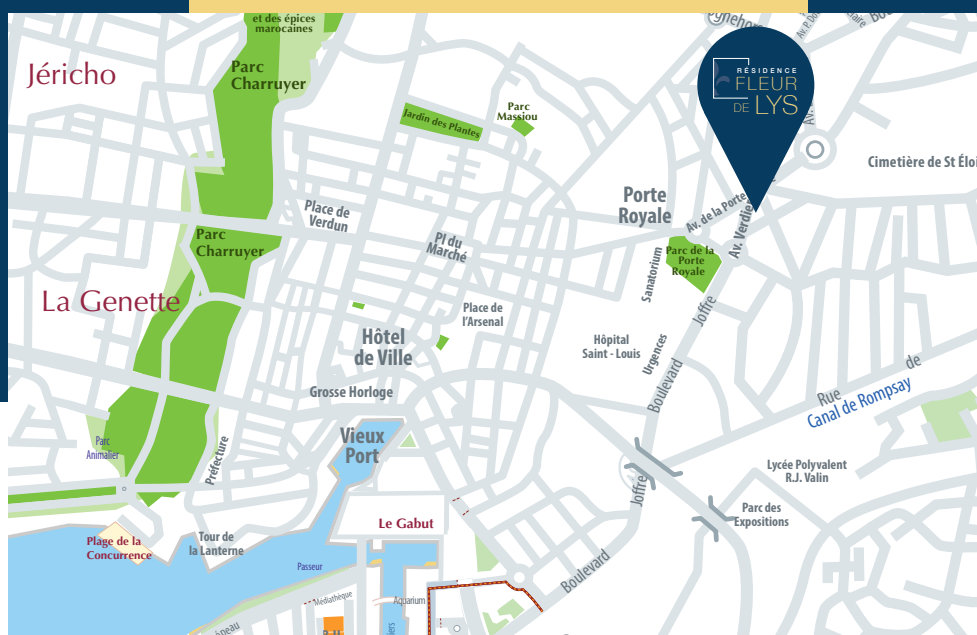 et des épices
marocaines
Jéricho
Parc
Charruyer
Jardin des Plantes
Parc
Massiou
RÉSIDENCE
FLEUR
DE LYS
Cimetière de St Éloi
Place de
Verdun
Pl du
Marché
Porte
Royale
Av. de la Porte
Av. Verdier
Parc
Charruyer
Sanatorium
Parc de la
Porte
Royale
La Genette
Place de
l'Arsenal
Joffre
Hôtel
de Ville
Hôpital
Saint - Louis
Urgences
Grosse Horloge
Boulevard
Rue de
Canal de Rompsay
Vieux
Port
Parc
Animalier
Préfecture
Lycée Polyvalent
R.J. Valin
Joffre
Parc des
Expositions
Le Gabut
Plage de la
Concurrence
Tour de
la Lanterne
Passeur
Boulevard
Médiathèque
Aquarium